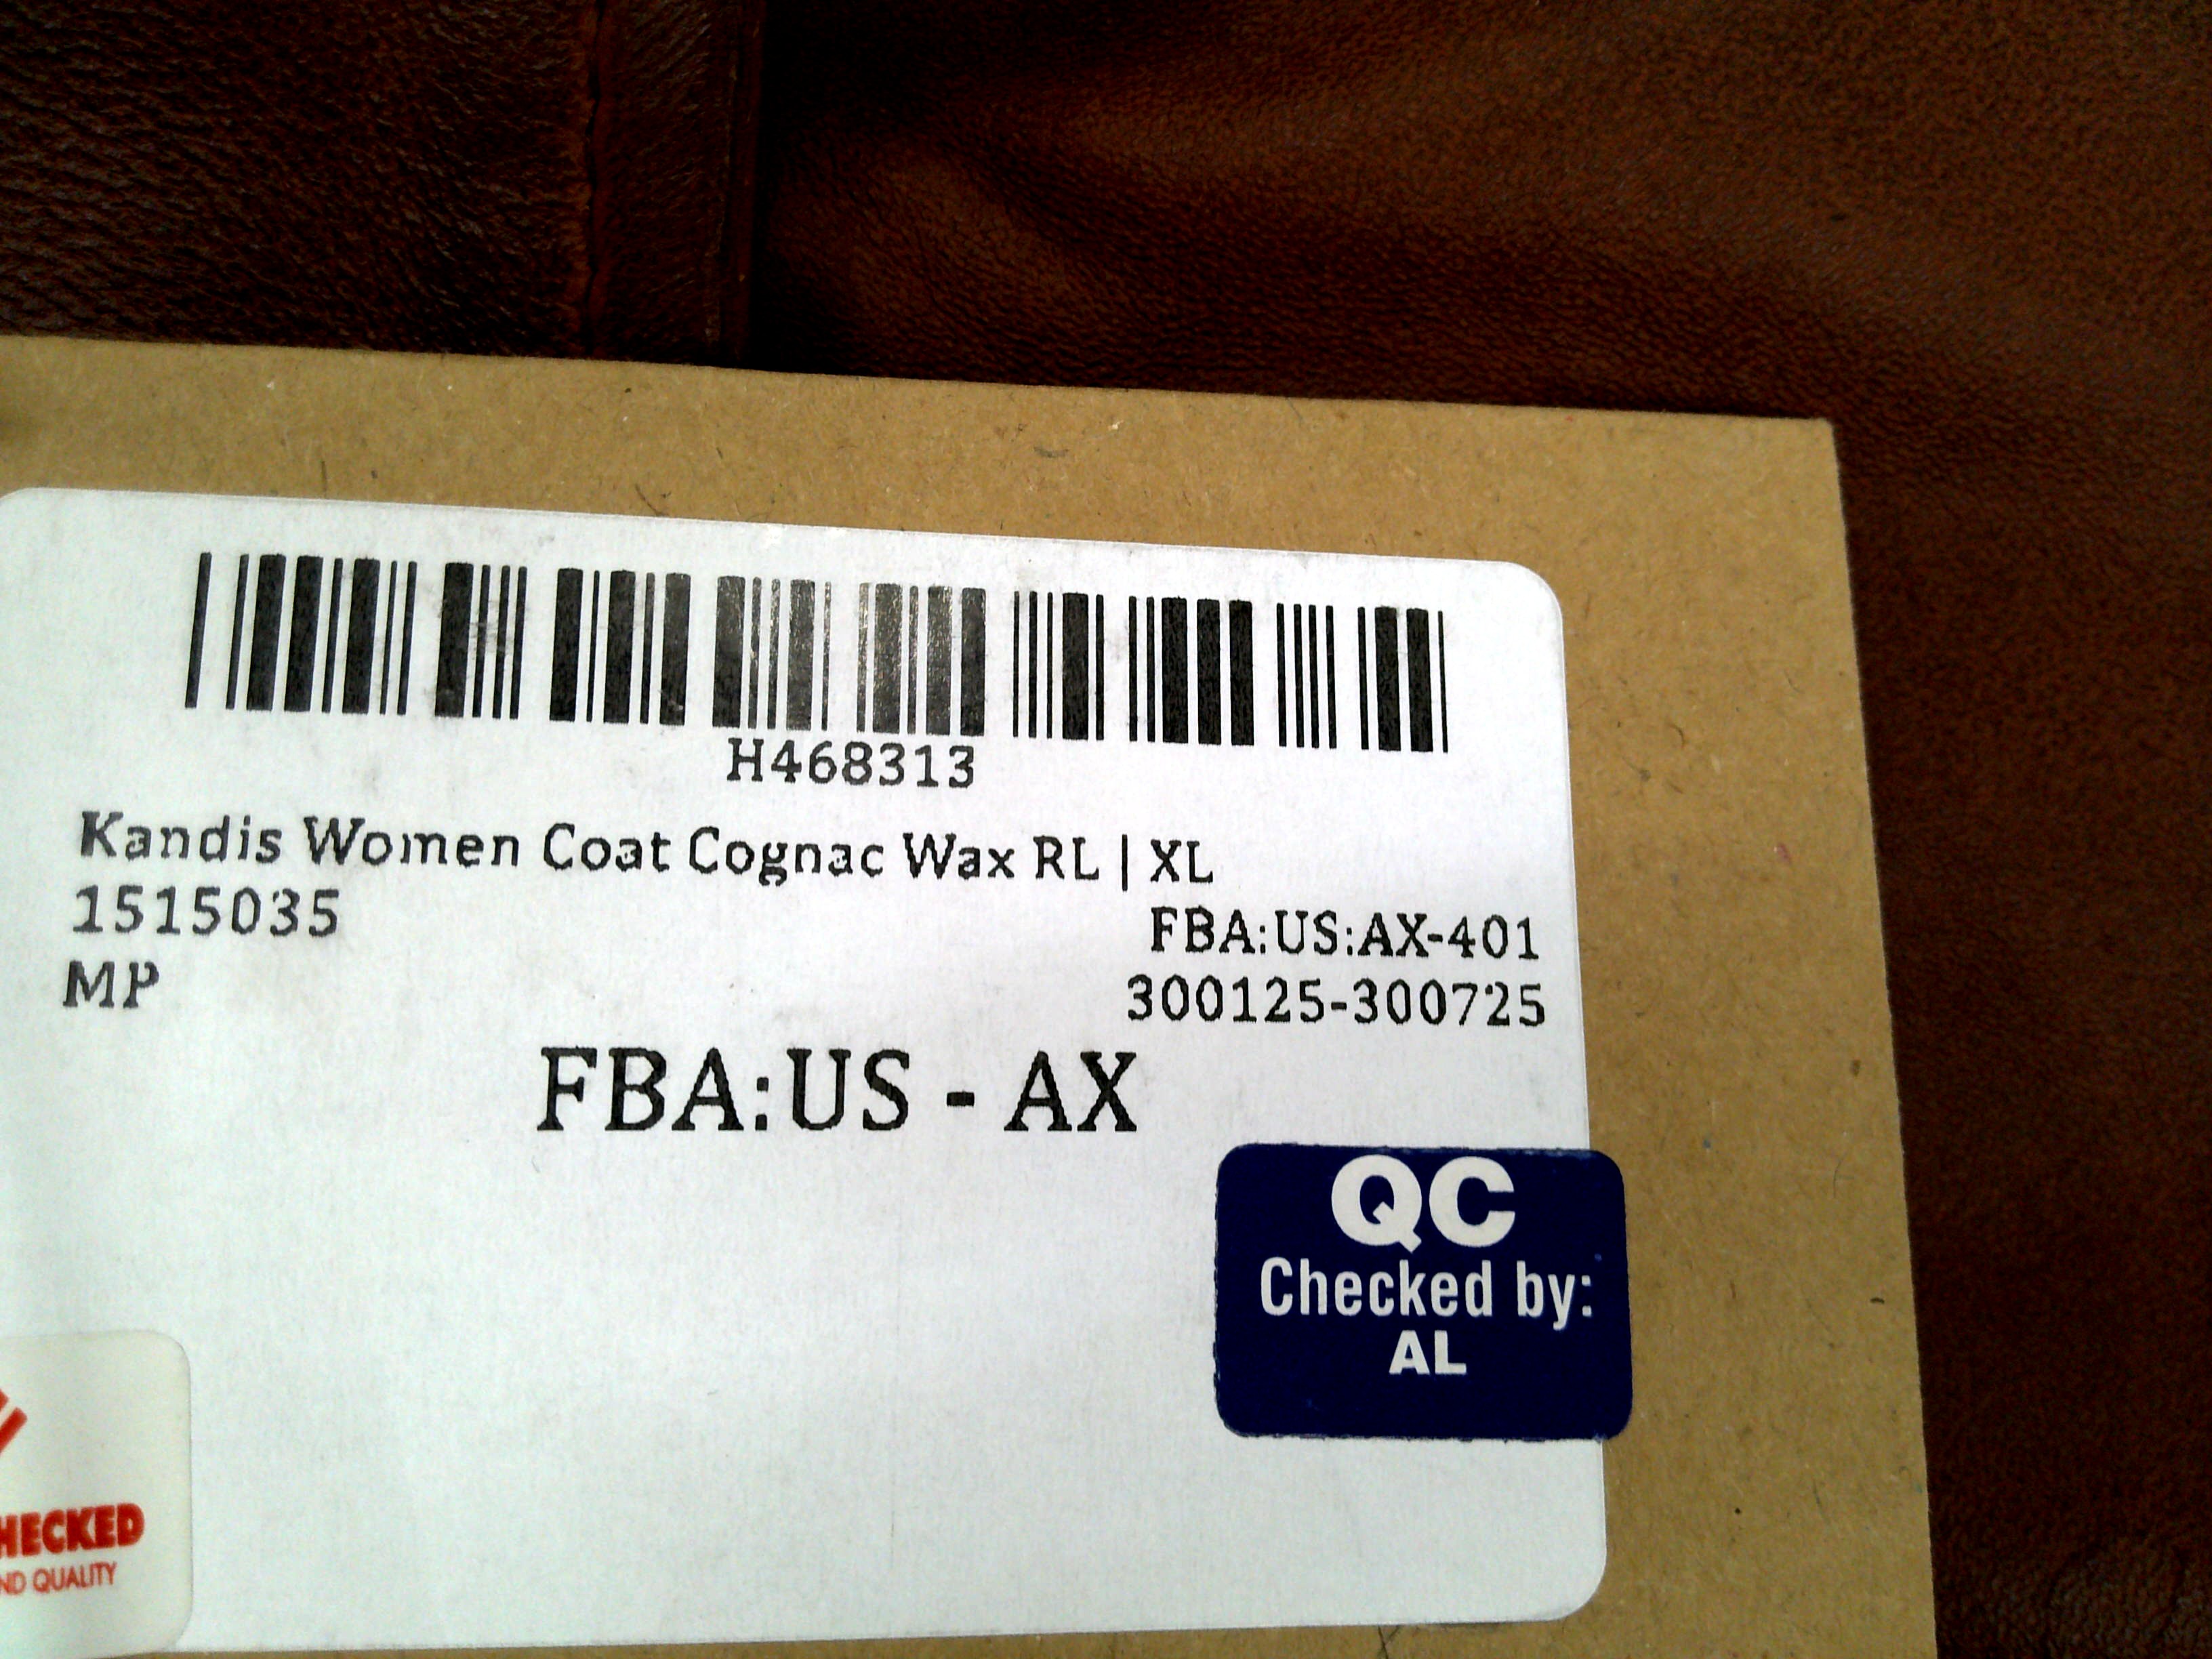 H468313
Kandis Women Coat Cognac Wax RL | XL
1515035
FBA:US:AX-401
MP
300125-300725
FBA:US - AX
QC
Checked by:
AL
HECKED
ND QUALITY